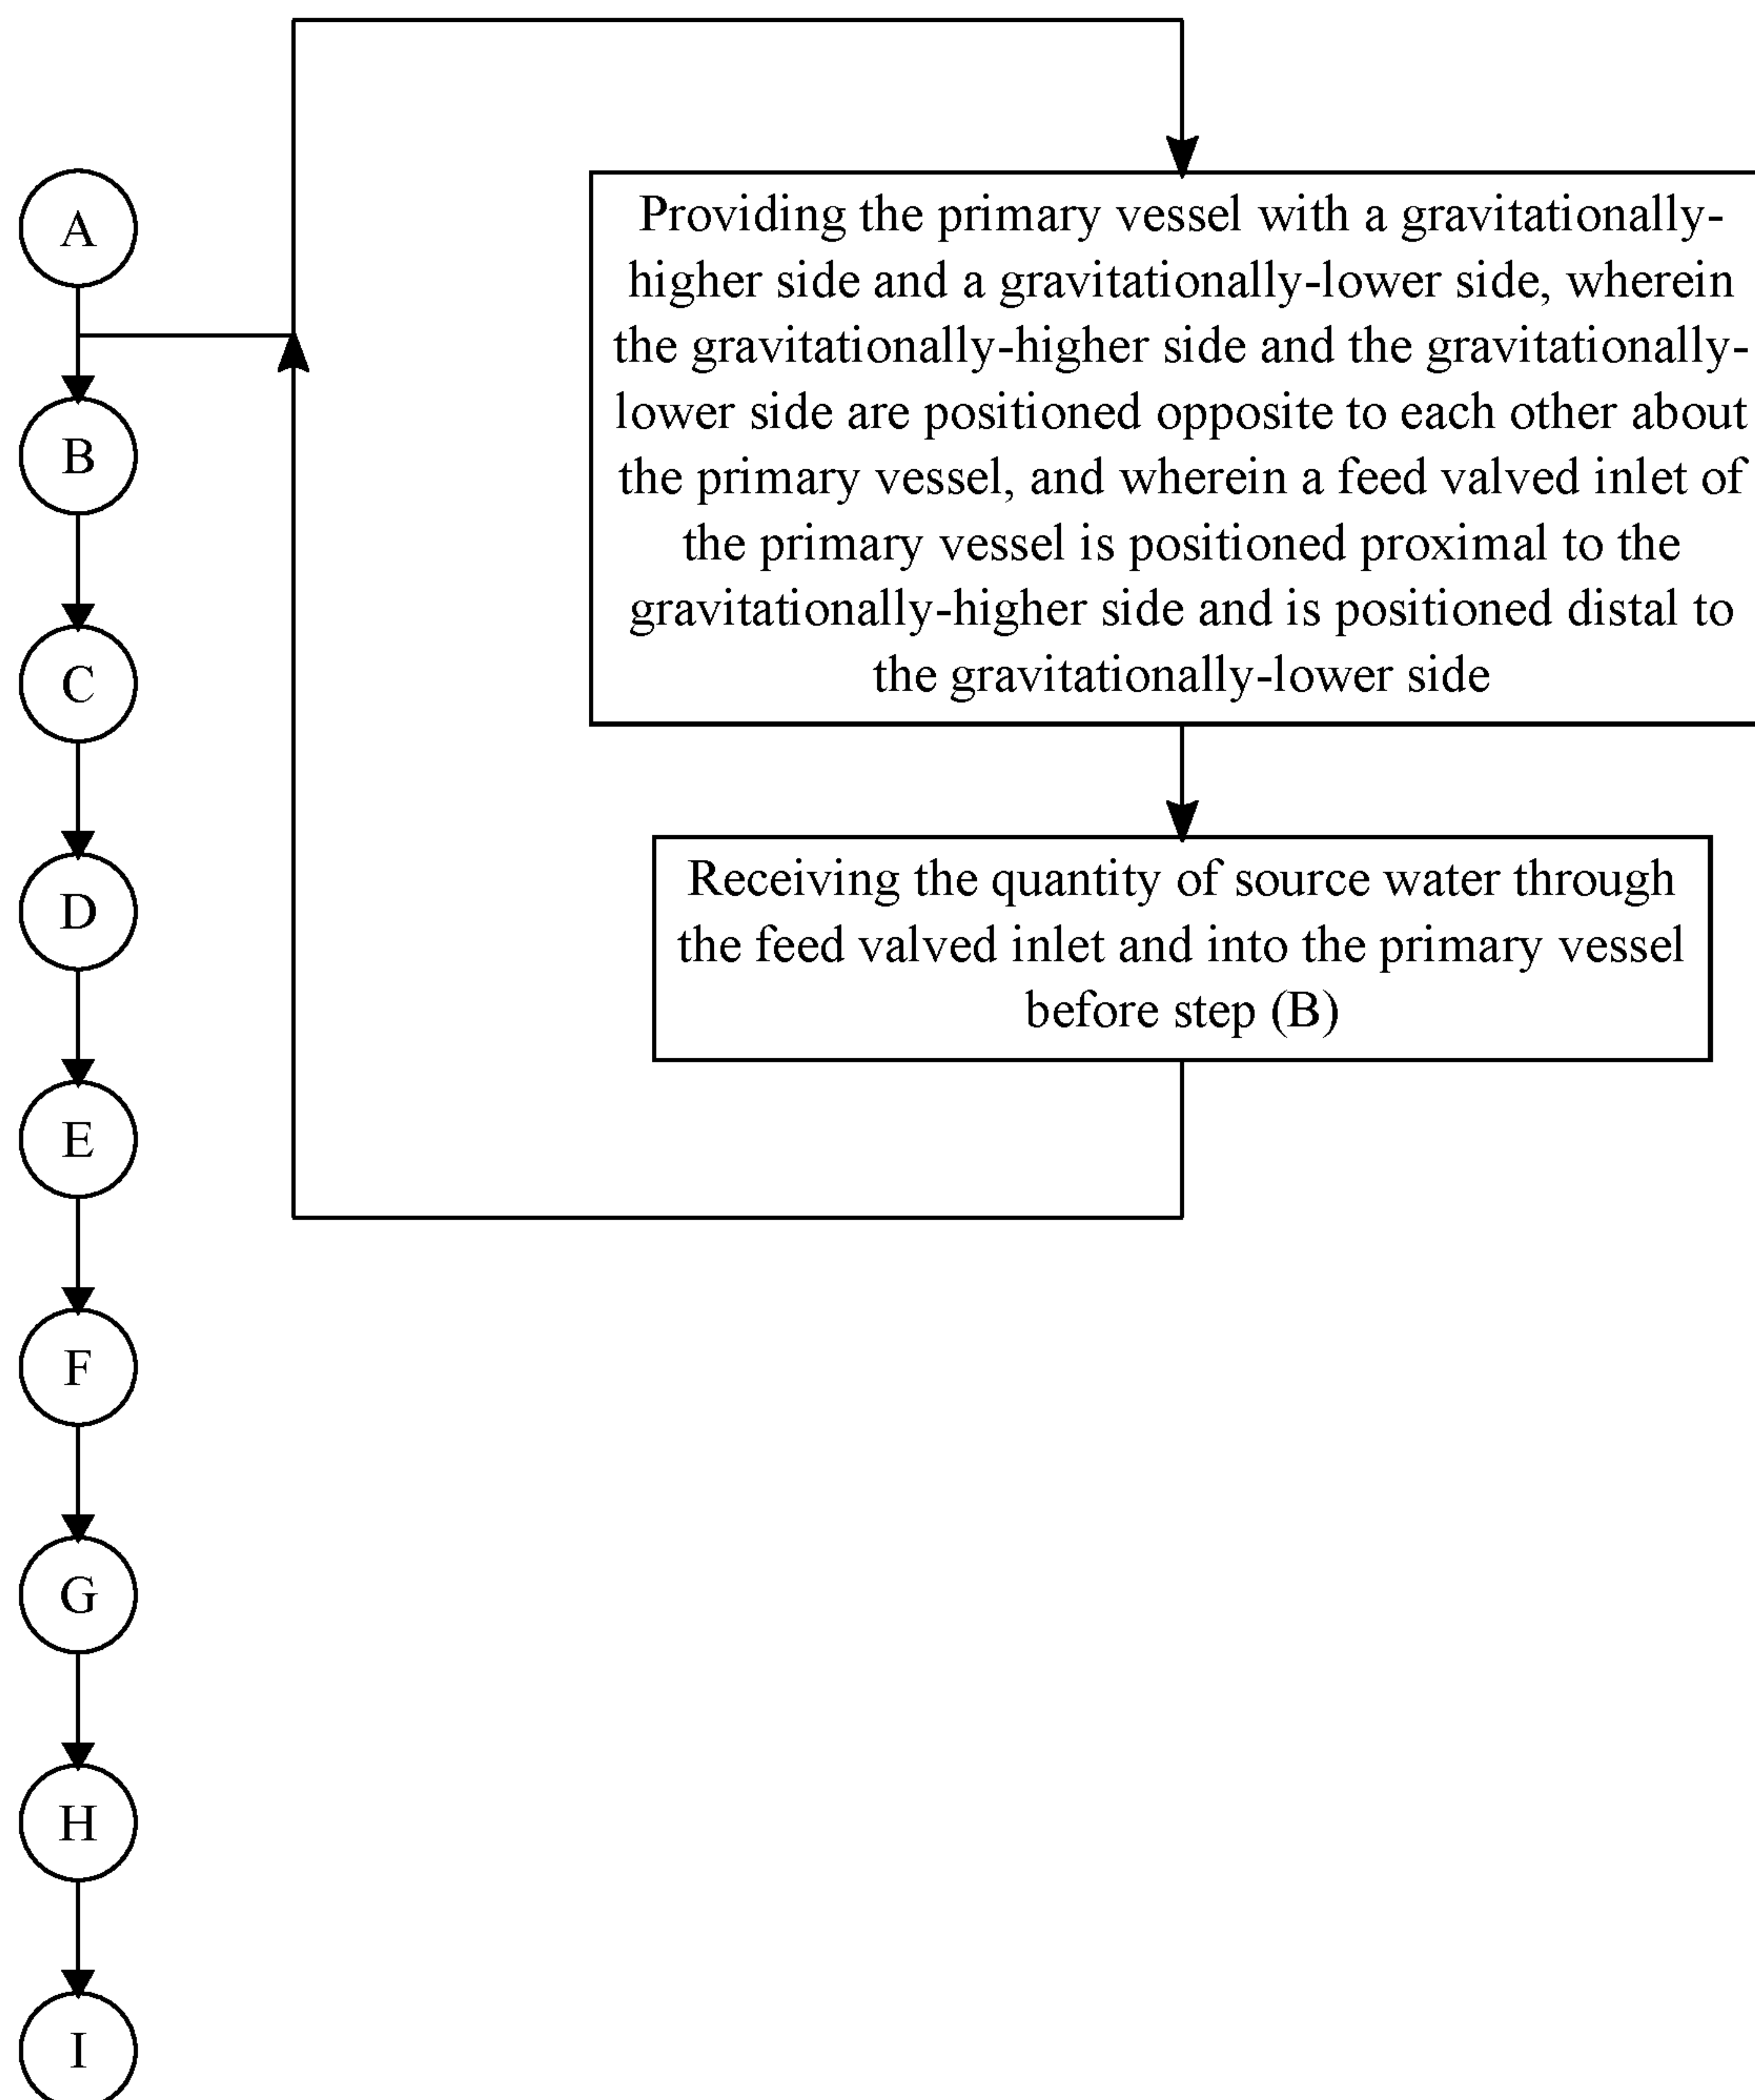 A
B
C
D
E
F
G
H
I
Providing the primary vessel with a gravitationally-
higher side and a gravitationally-lower side, wherein
the gravitationally-higher side and the gravitationally-
lower side are positioned opposite to each other about
the primary vessel, and wherein a feed valved inlet of
the primary vessel is positioned proximal to the
gravitationally-higher side and is positioned distal to
the gravitationally-lower side
Receiving the quantity of source water through
the feed valved inlet and into the primary vessel
before step (B)